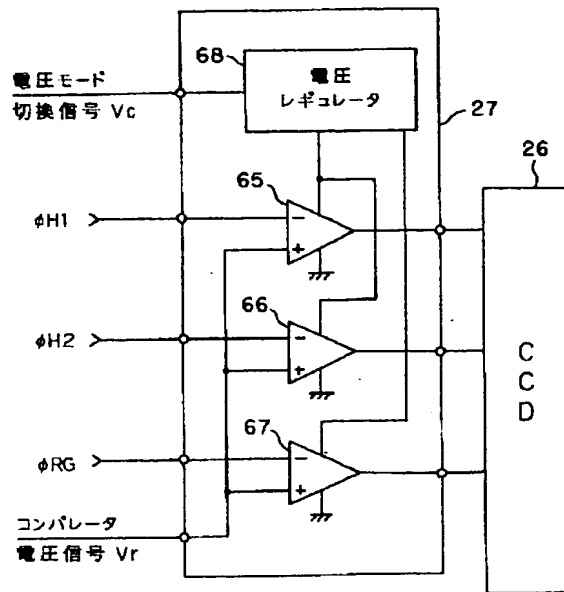 68
電圧
レギュレータ
電圧モード
切換信号 Vc
27
26
65
φH1
66
φH2
CCD
67
φRG
コンパレータ
電圧信号 Vr